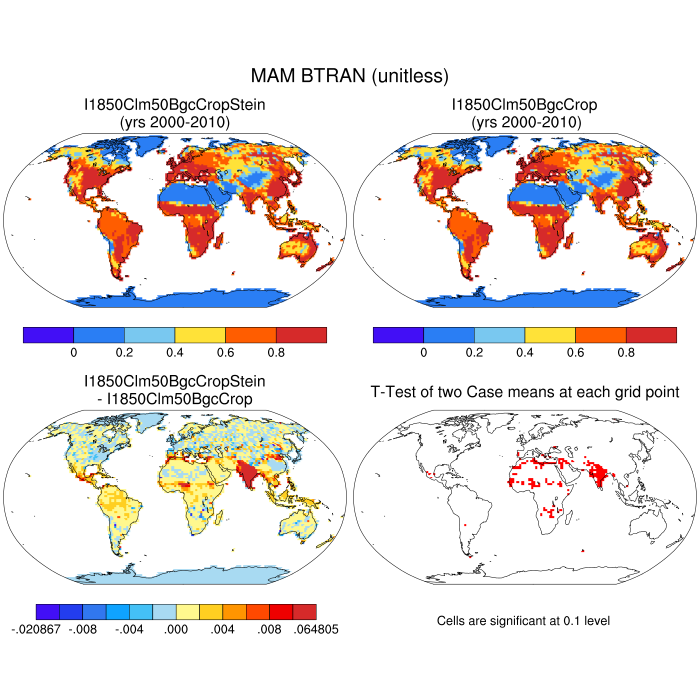 MAM BTRAN (unitless)
I1850Clm50BgcCropStein
(yrs 2000-2010)
I1850Clm50BgcCrop
(yrs 2000-2010)
0 0.2 0.4 0.6 0.8
0 0.2 0.4 0.6 0.8
I1850Clm50BgcCropStein
- I1850Clm50BgcCrop
T-Test of two Case means at each grid point
-.020867 -.008 -.004 .000 .004 .008 .064805
Cells are significant at 0.1 level